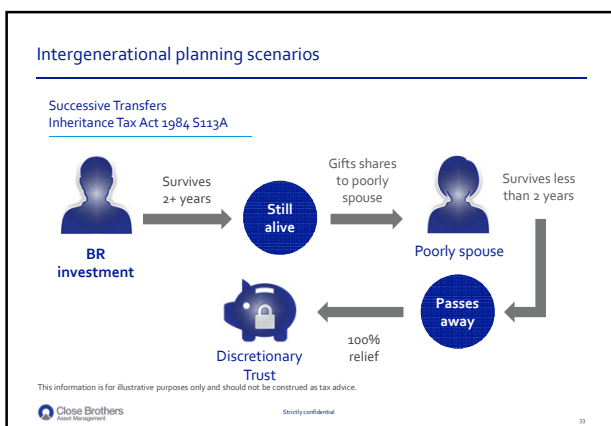 Intergenerational planning scenarios
Successive Transfers
Inheritance Tax Act 1984 S113A
BR
investment
Survives
2+ years
Still
alive
Gifts shares
to poorly
spouse
Poorly spouse
Survives less
than 2 years
Passes
away
100%
relief
Discretionary
Trust
This information is for illustrative purposes only and should not be construed as tax advice.
Close Brothers
Asset Management
Strictly confidential
33